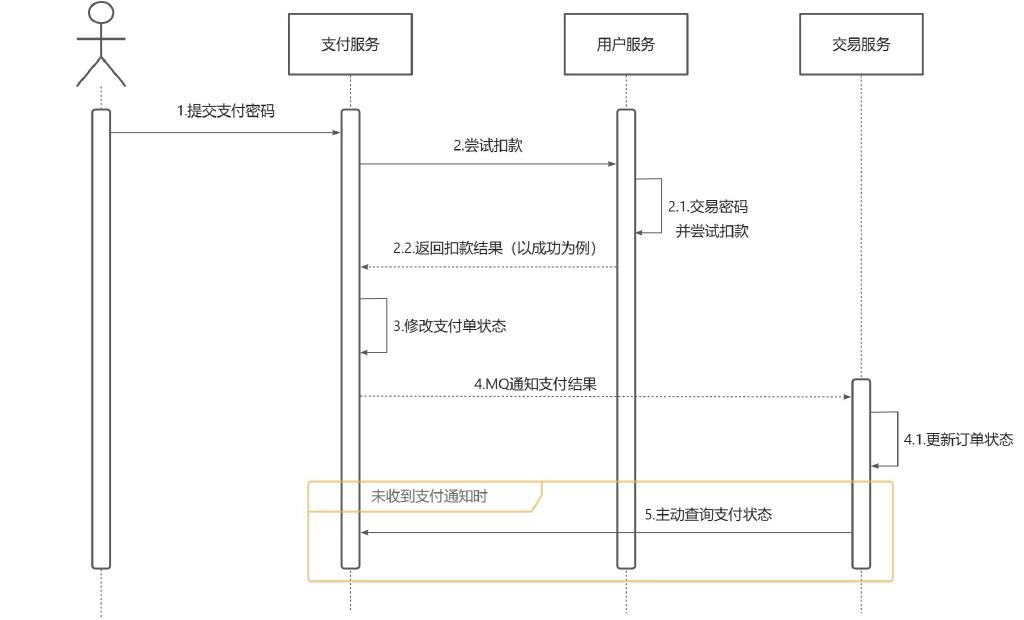 支付服务
用户服务
交易服务
1.提交支付密码
2.尝试扣款
2.1.交易密码
并尝试扣款
2.2.返回扣款结果（以成功为例）
3.修改支付单状态
4.MQ通知支付结果
4.1.更新订单状态
未收到支付通知时
5.主动查询支付状态